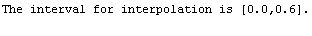 The interval for interpolation is [0.0,0.6].